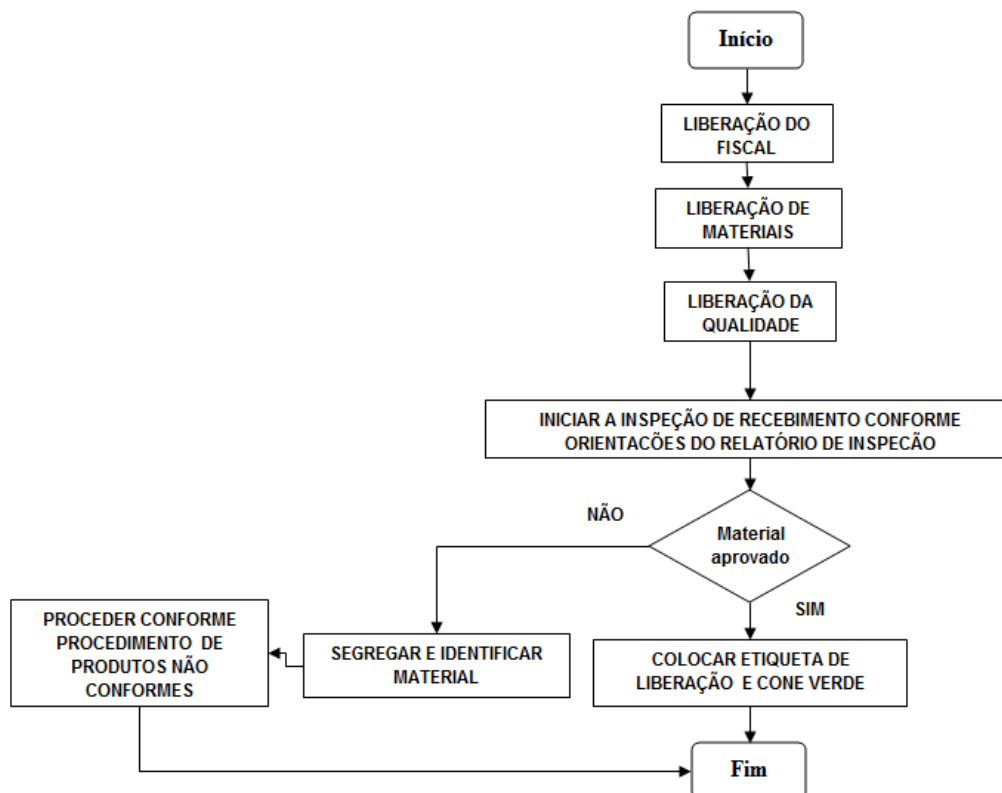 Início
LIBERAÇÃO DO
FISCAL
LIBERAÇÃO DE
MATERIAIS
LIBERAÇÃO DA
QUALIDADE
INICIAR A INSPEÇÃO DE RECEBIMENTO CONFORME
ORIENTACÕES DO RELATÓRIO DE INSPECÃO
NÃO
Material
aprovado
SIM
PROCEDER CONFORME
PROCEDIMENTO DE
PRODUTOS NÃO
CONFORMES
SEGREGAR E IDENTIFICAR
MATERIAL
COLOCAR ETIQUETA DE
LIBERAÇÃO E CONE VERDE
Fim